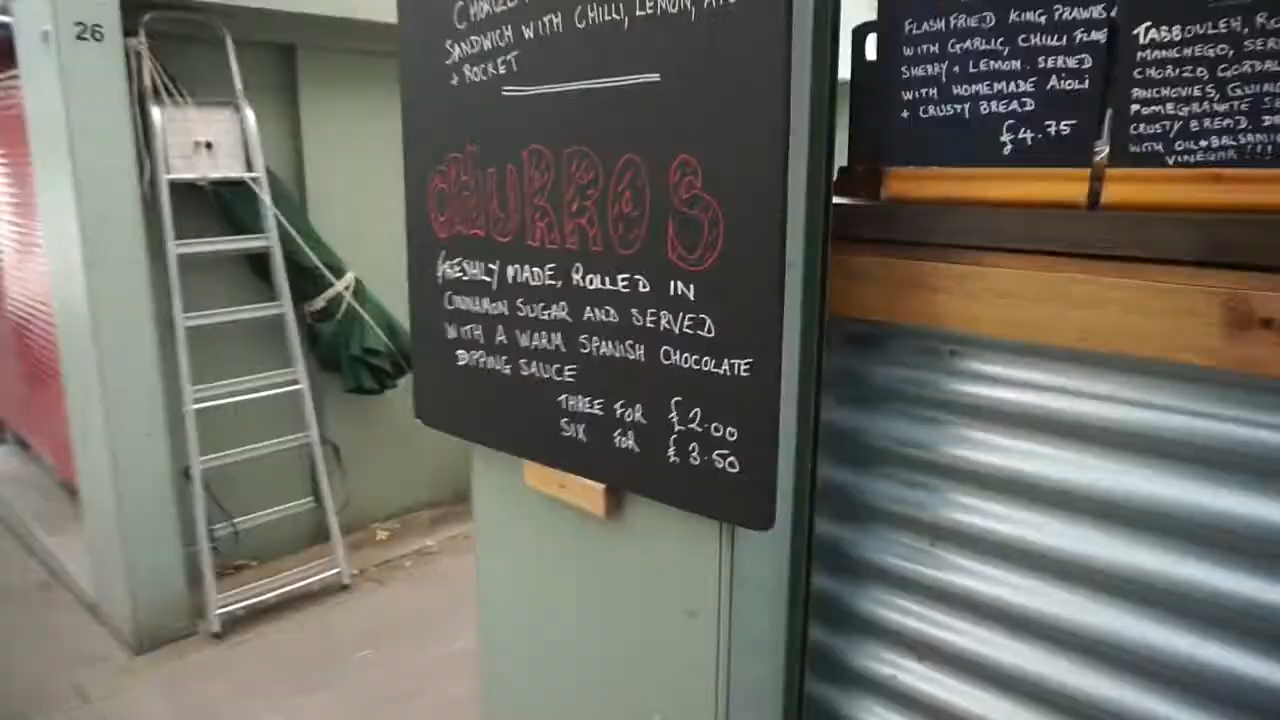 26
SANDWICH WITH CHILLI, LEMON,
+ ROCKET
CHURROS
FRESHLY MADE, ROLLED IN
CINNAMON SUGAR AND SERVED
WITH A WARM SPANISH CHOCOLATE
DIPPING SAUCE
THREE FOR £2.00
SIX FOR £3.50
FLASH FRIED KING PRAWNS
WITH GARLIC, CHILLI
SHERRY + LEMON. SERVED
WITH HOMEMADE AIOLI
+ CRUSTY BREAD
£4.75
TABBOULEH,
MANCHEGO,
CHORIZO,
ANCHOVIES,
POMEGRANATE
CRUSTY BREAD,
WITH OIL + BALSAMIC
VINEGAR !!!